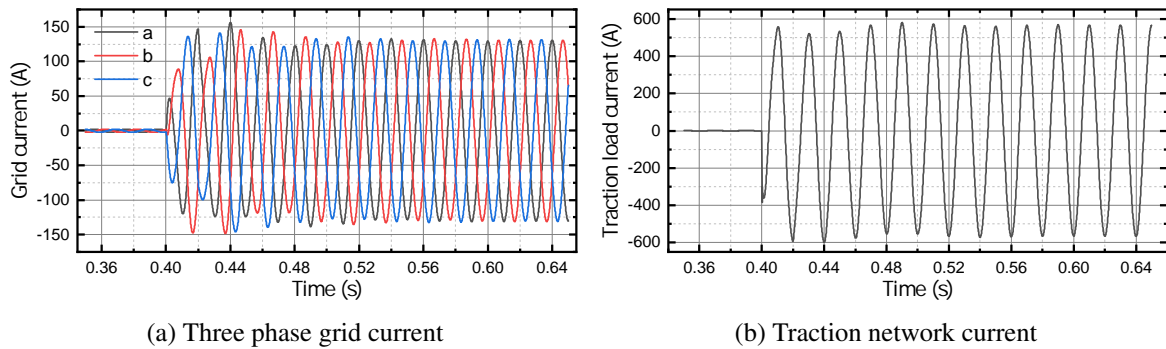 Grid current (A)
150
100
50
0
-50
-100
-150
a
b
c
0.36 0.40 0.44 0.48 0.52 0.56 0.60 0.64
Time (s)
(a) Three phase grid current
Traction load current (A)
600
400
200
0
-200
-400
-600
0.36 0.40 0.44 0.48 0.52 0.56 0.60 0.64
Time (s)
(b) Traction network current